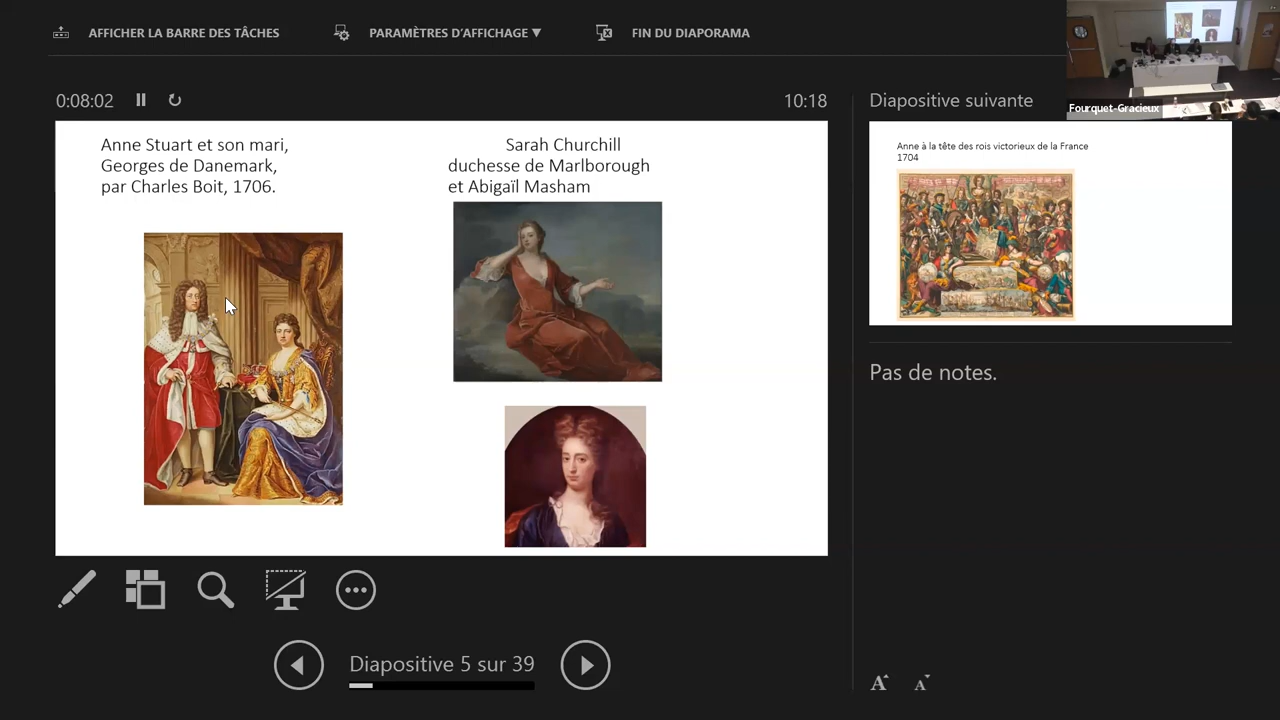 AFFICHER LA BARRE DES TÂCHES
PARAMÈTRES D'AFFICHAGE ▼
FIN DU DIAPORAMA
Fourquet-Gracieux
0:08:02
10:18
Diapositive suivante
Anne Stuart et son mari,
Georges de Danemark,
par Charles Boit, 1706.
Sarah Churchill
duchesse de Marlborough
et Abigaïl Masham
Anne à la tête des rois victorieux de la France
1704
Pas de notes.
Diapositive 5 sur 39
A
A